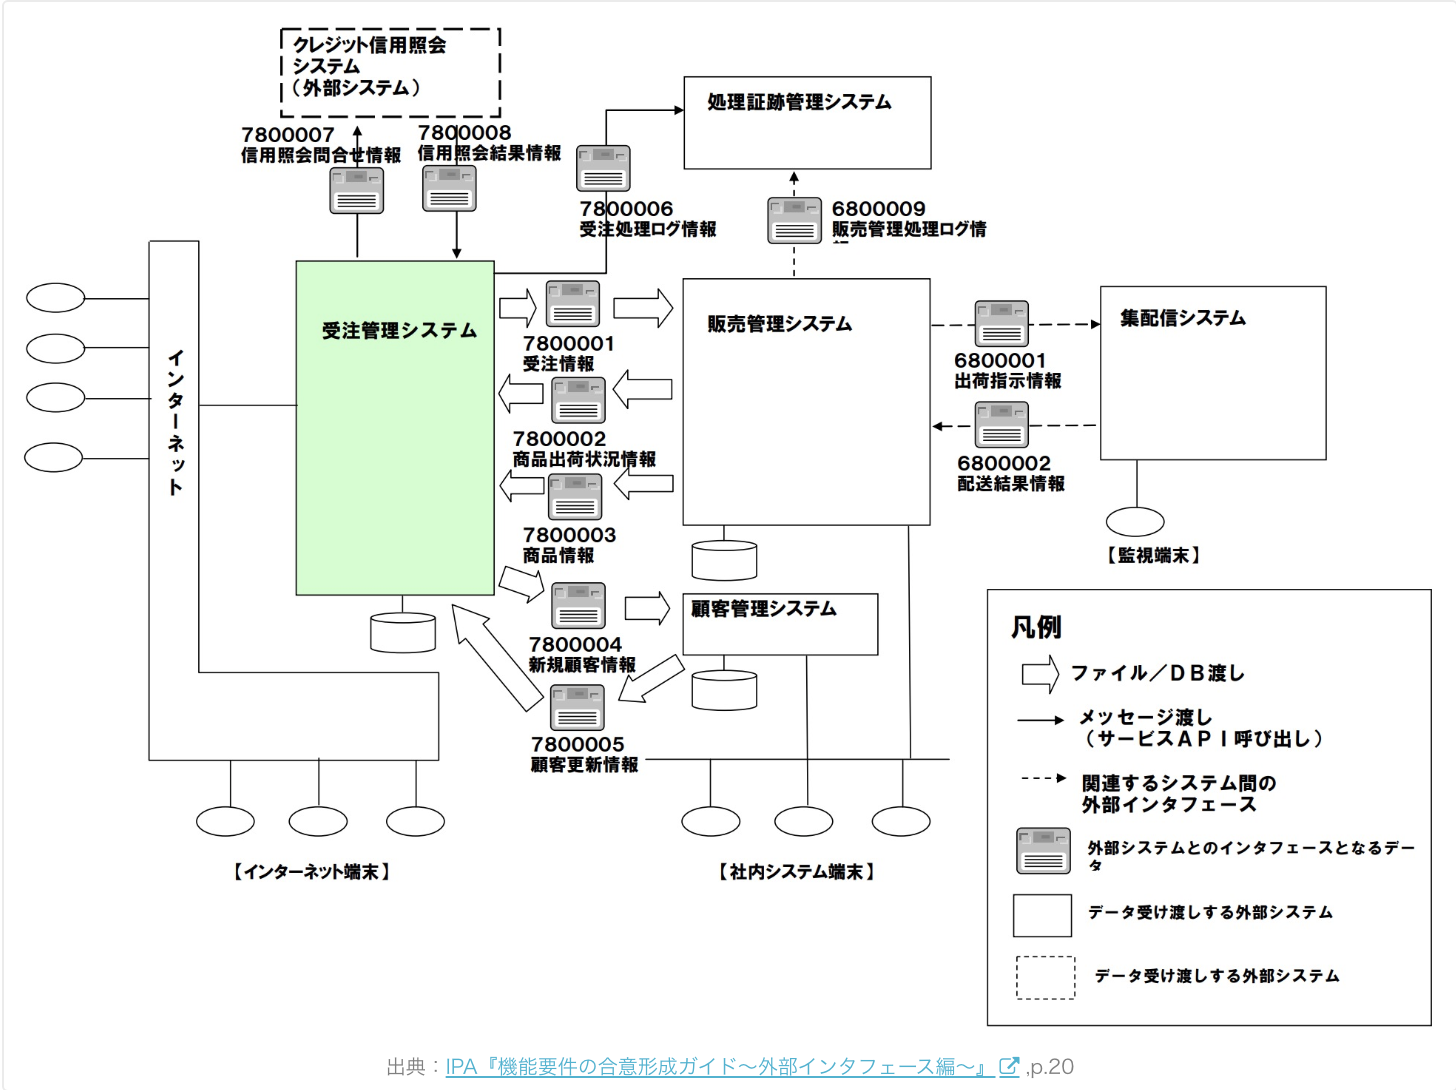 クレジット信用照会
システム
（外部システム）
7800007
信用照会問合せ情報
7800008
信用照会結果情報
処理証跡管理システム
7800006
受注処理ログ情報
6800009
販売管理処理ログ情
インターネット
受注管理システム
7800001
受注情報
7800002
商品出荷状況情報
7800003
商品情報
7800004
新規顧客情報
7800005
顧客更新情報
販売管理システム
顧客管理システム
6800001
出荷指示情報
6800002
配送結果情報
集配信システム
【監視端末】
【インターネット端末】
【社内システム端末】
凡例
ファイル／ＤＢ渡し
メッセージ渡し
（サービスＡＰＩ呼び出し）
関連するシステム間の
外部インタフェース
外部システムとのインタフェースとなるデー
タ
データ受け渡しする外部システム
データ受け渡しする外部システム
出典：IPA『機能要件の合意形成ガイド〜外部インタフェース編〜』 ,p.20